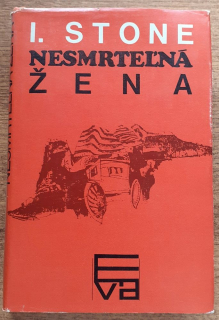 I. STONE
NESMRTEĽNÁ
ŽENA
Eva